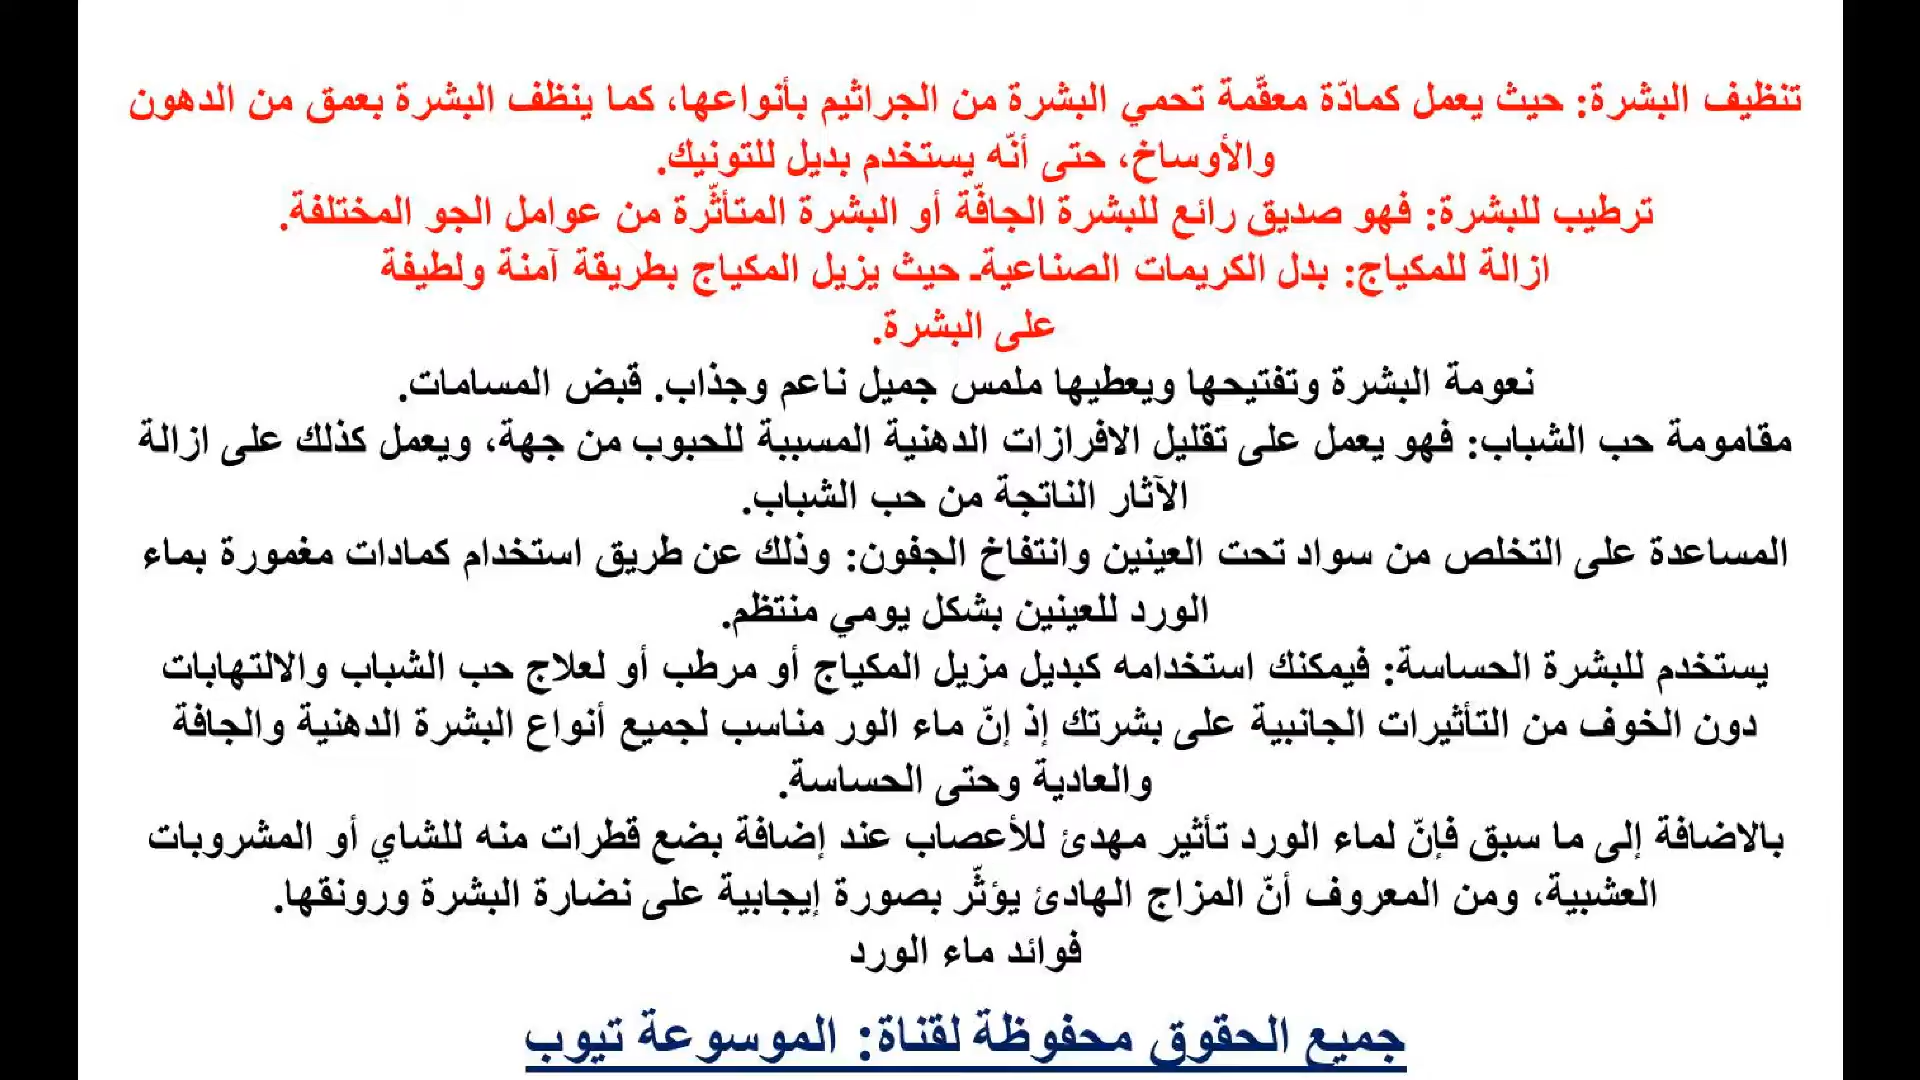 تنظيف البشرة: حيث يعمل كمادّة معقّمة تحمي البشرة من الجراثيم بأنواعها، كما ينظف البشرة بعمق من الدهون
والأوساخ، حتى أنّه يستخدم بديل للتونيك.
ترطيب للبشرة: فهو صديق رائع للبشرة الجافّة أو البشرة المتأثّرة من عوامل الجو المختلفة.
ازالة للمكياج: بدل الكريمات الصناعيةـ حيث يزيل المكياج بطريقة آمنة ولطيفة
على البشرة.
نعومة البشرة وتفتيحها ويعطيها ملمس جميل ناعم وجذاب. قبض المسامات.
مقامومة حب الشباب: فهو يعمل على تقليل الافرازات الدهنية المسببة للحبوب من جهة، ويعمل كذلك على ازالة
الآثار الناتجة من حب الشباب.
المساعدة على التخلص من سواد تحت العينين وانتفاخ الجفون: وذلك عن طريق استخدام كمادات مغمورة بماء
الورد للعينين بشكل يومي منتظم.
يستخدم للبشرة الحساسة: فيمكنك استخدامه كبديل مزيل المكياج أو مرطب أو لعلاج حب الشباب والالتهابات
دون الخوف من التأثيرات الجانبية على بشرتك إذ إنّ ماء الور مناسب لجميع أنواع البشرة الدهنية والجافة
والعادية وحتى الحساسة.
بالاضافة إلى ما سبق فإنّ لماء الورد تأثير مهدئ للأعصاب عند إضافة بضع قطرات منه للشاي أو المشروبات
العشبية، ومن المعروف أنّ المزاج الهادئ يؤثّر بصورة إيجابية على نضارة البشرة ورونقها.
فوائد ماء الورد
جميع الحقوق محفوظة لقناة: الموسوعة تيوب